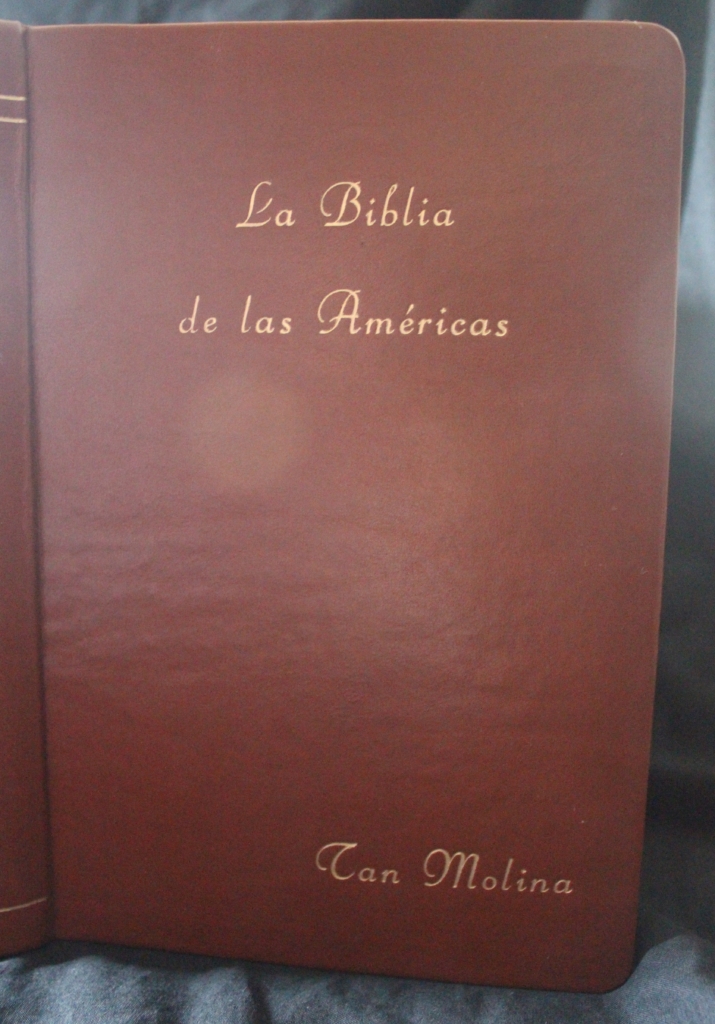 La Biblia
de las Américas
Tan Molina